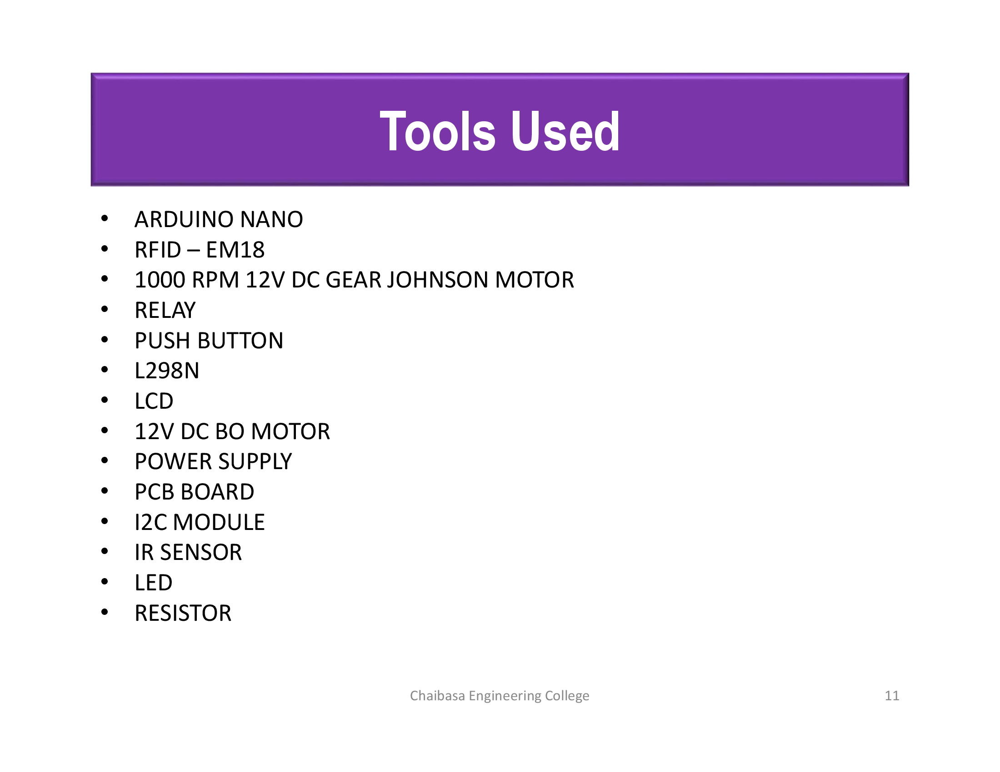 Tools Used
• ARDUINO NANO
• RFID – EM18
• 1000 RPM 12V DC GEAR JOHNSON MOTOR
• RELAY
• PUSH BUTTON
• L298N
• LCD
• 12V DC BO MOTOR
• POWER SUPPLY
• PCB BOARD
• I2C MODULE
• IR SENSOR
• LED
• RESISTOR
Chaibasa Engineering College 11